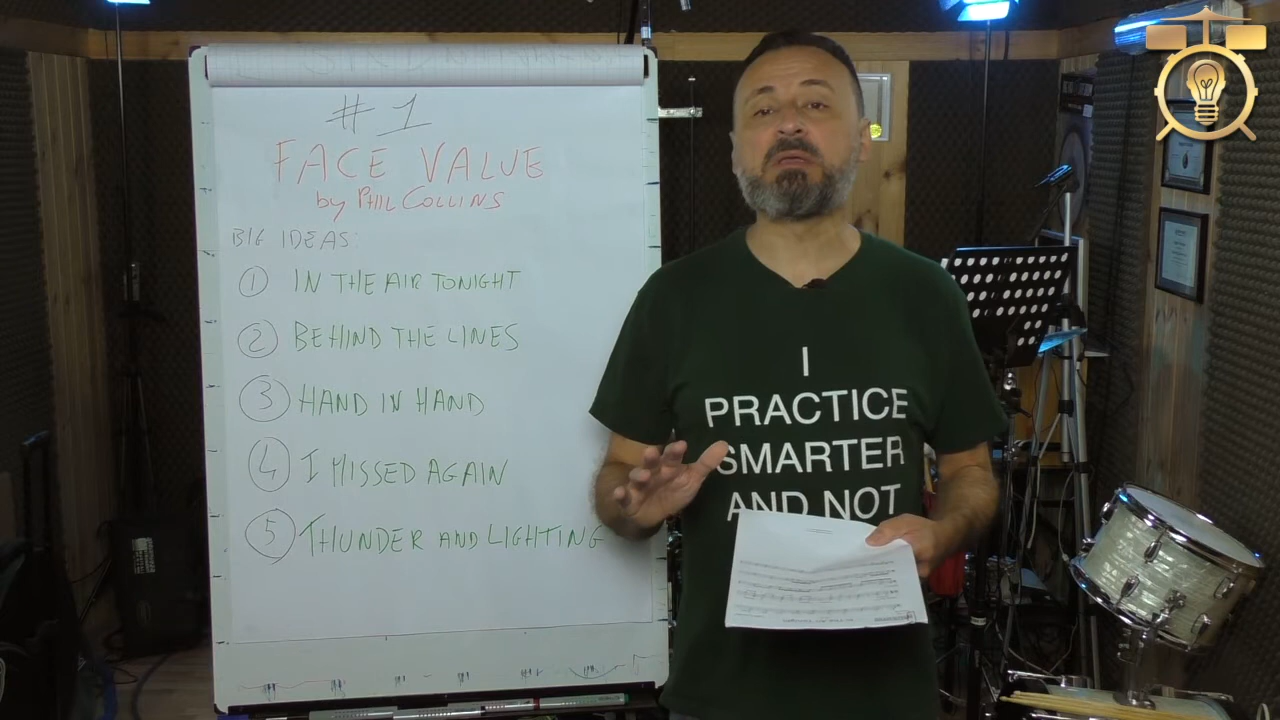 # 1
FACE VALUE
by PHIL COLLINS
BIG IDEAS:
1 IN THE AIR TONIGHT
2 BEHIND THE LINES
3 HAND IN HAND
4 I MISSED AGAIN
5 THUNDER AND LIGHTING
I
PRACTICE
SMARTER
AND NOT